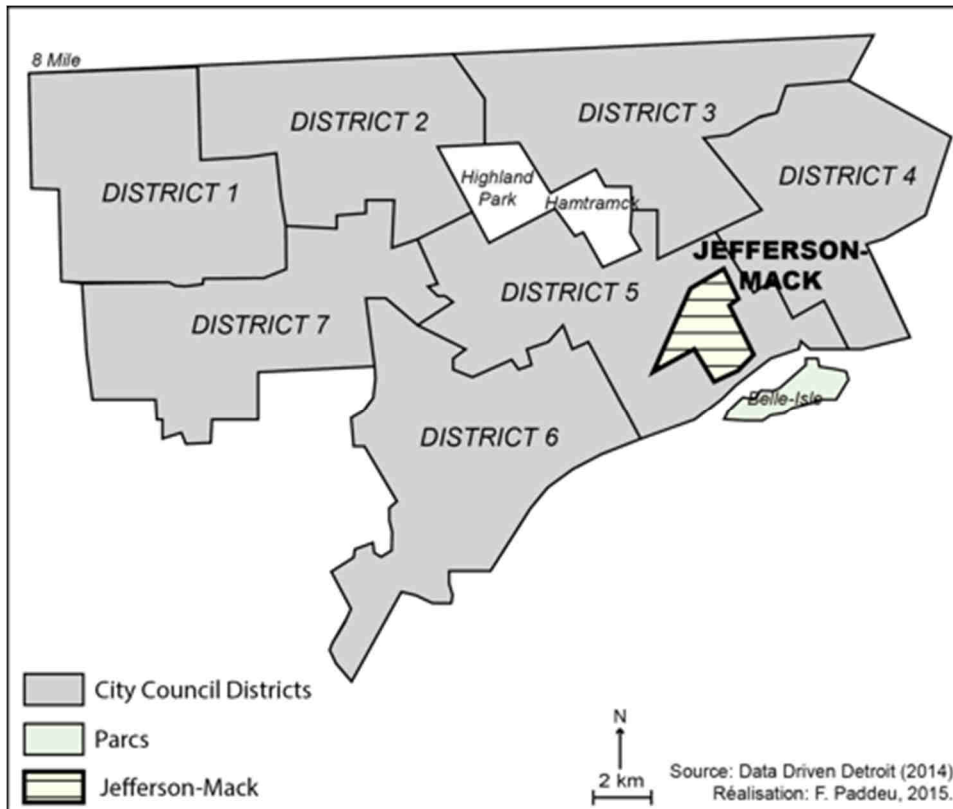 8 Mile
DISTRICT 1
DISTRICT 2
DISTRICT 3
DISTRICT 4
Highland
Park
Hamtramck
JEFFERSON-
MACK
DISTRICT 5
DISTRICT 7
Belle-Isle
DISTRICT 6
City Council Districts
Parcs
Jefferson-Mack
N
2 km
Source: Data Driven Detroit (2014)
Réalisation: F. Paddeu, 2015.